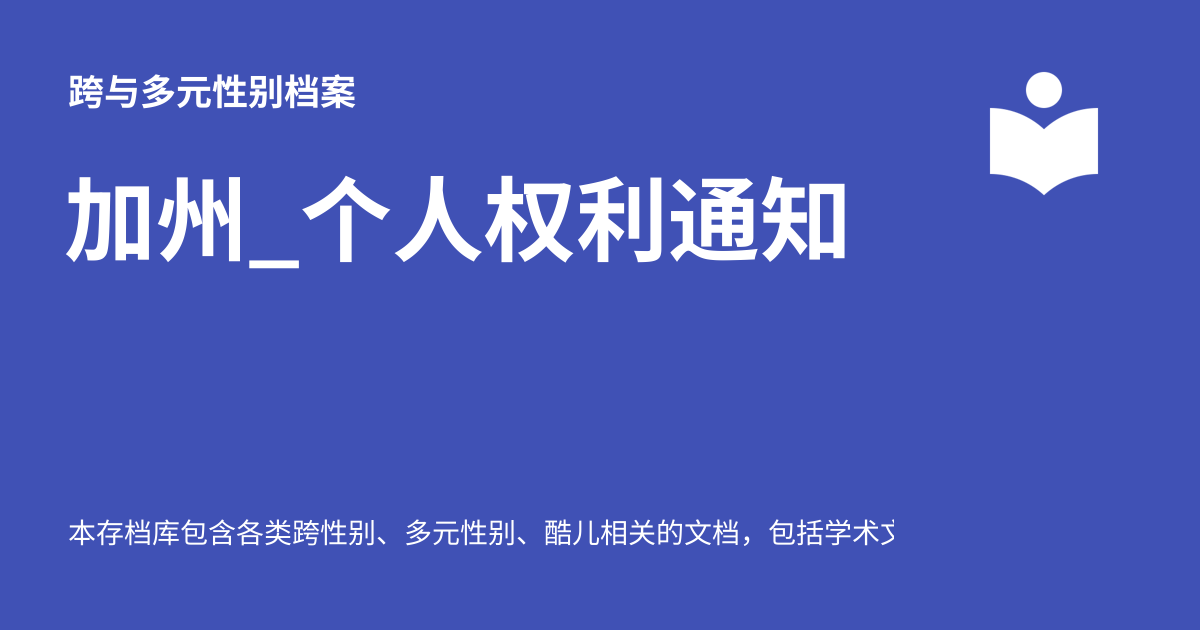 跨与多元性别档案
加州_个人权利通知
本存档库包含各类跨性别、多元性别、酷儿相关的文档，包括学术